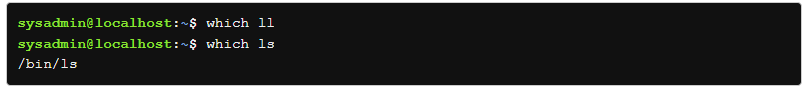 sysadmin@localhost:~$ which ll
sysadmin@localhost:~$ which ls
/bin/ls